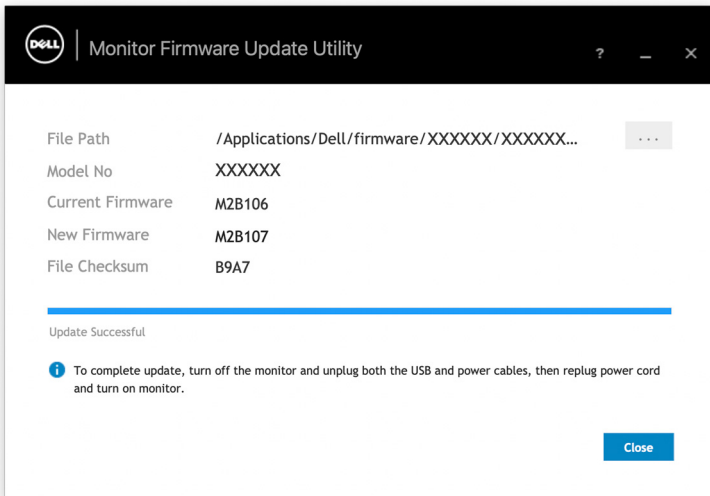 DELL Monitor Firmware Update Utility ? _ ×
File Path /Applications/Dell/firmware/XXXXXX/XXXXXX... ...
Model No XXXXXX
Current Firmware M2B106
New Firmware M2B107
File Checksum B9A7
Update Successful
i To complete update, turn off the monitor and unplug both the USB and power cables, then replug power cord
and turn on monitor.
Close